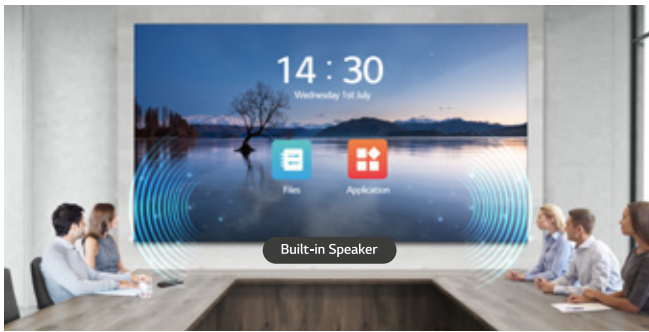 14 : 30
Wednesday 1st July
Files
Application
Built-in Speaker